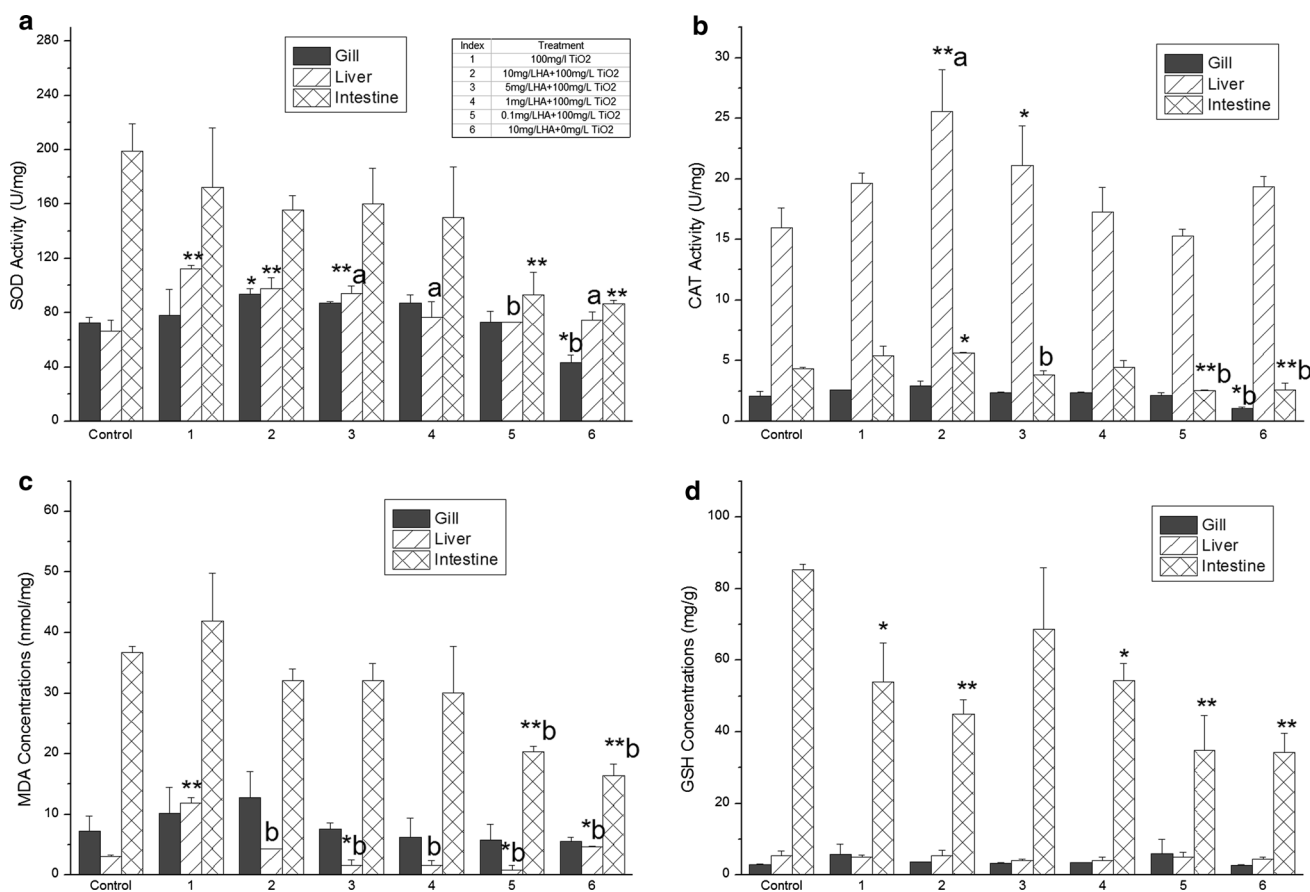 a
280
240
200
160
120
80
40
0
SOD Activity (U/mg)
Gill
Liver
Intestine
Index Treatment
1 100mg/l TiO2
2 10mg/LHA+100mg/L TiO2
3 5mg/LHA+100mg/L TiO2
4 1mg/LHA+100mg/L TiO2
5 0.1mg/LHA+100mg/L TiO2
6 10mg/LHA+0mg/L TiO2
** * ** **a a b ** *b a **
Control 1 2 3 4 5 6
b
30
25
20
15
10
5
0
CAT Activity (U/mg)
Gill
Liver
Intestine
**a * * b **b *b **b
Control 1 2 3 4 5 6
c
60
50
40
30
20
10
0
MDA Concentrations (nmol/mg)
Gill
Liver
Intestine
** b *b b *b **b *b **b
Control 1 2 3 4 5 6
d
100
80
60
40
20
0
GSH Concentrations (mg/g)
Gill
Liver
Intestine
* ** * ** **
Control 1 2 3 4 5 6